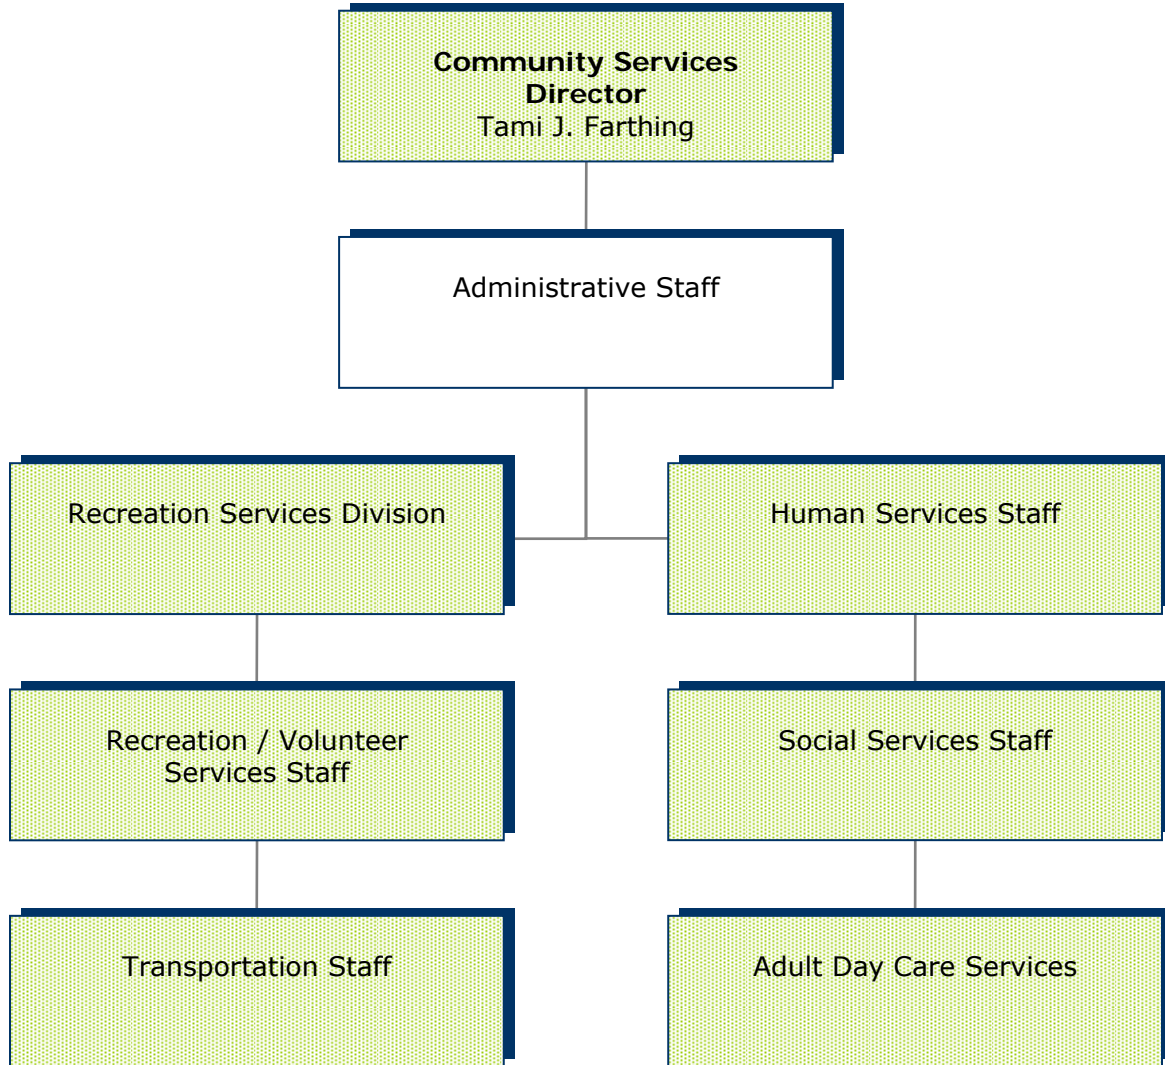 Community Services
Director
Tami J. Farthing
Administrative Staff
Recreation Services Division
Human Services Staff
Recreation / Volunteer
Services Staff
Social Services Staff
Transportation Staff
Adult Day Care Services